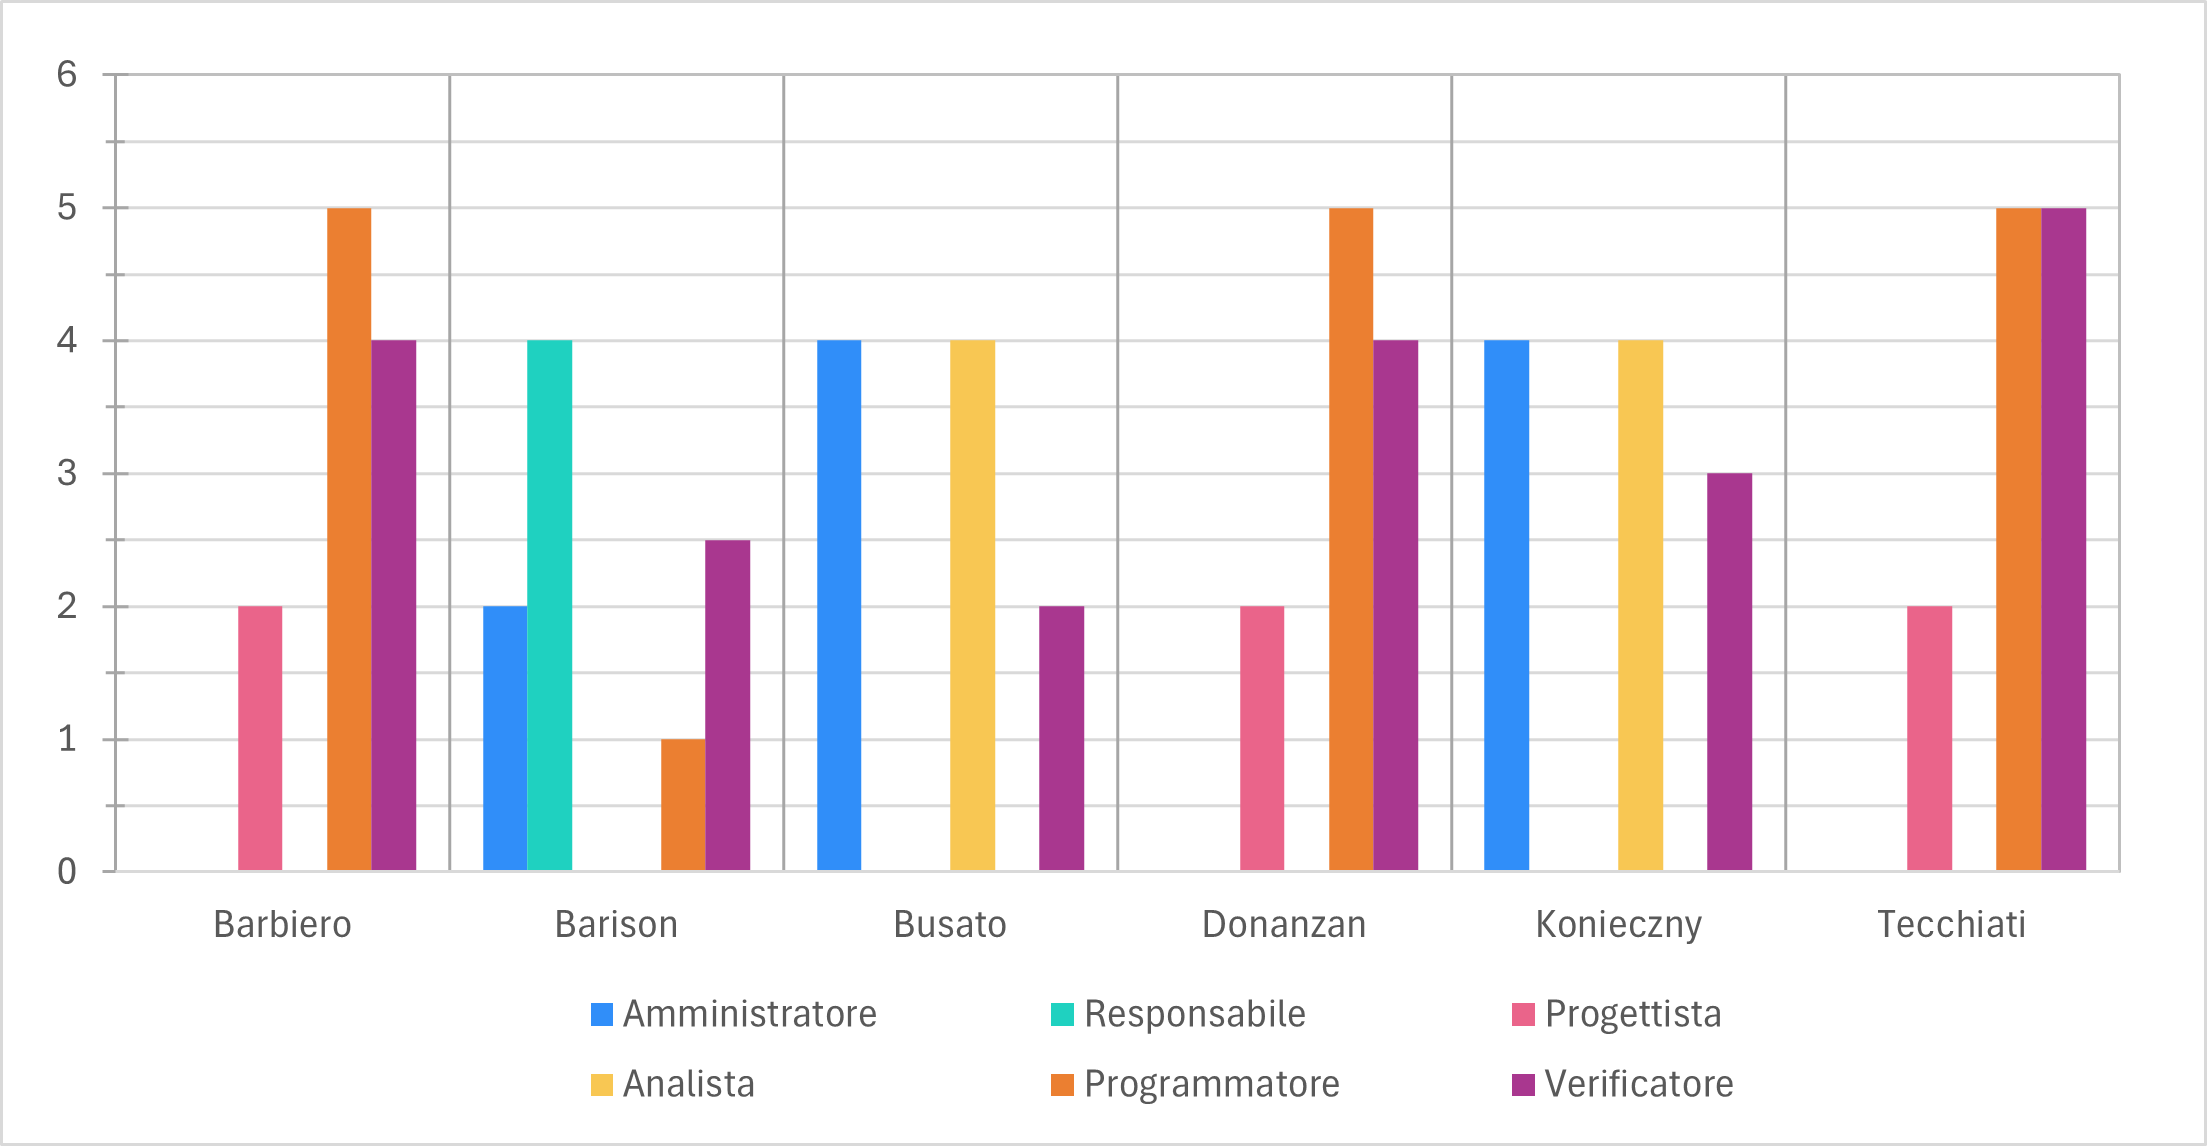 6
5
4
3
2
1
0
Barbiero Barison Busato Donanzan Konieczny Tecchiati
Amministratore Responsabile Progettista
Analista Programmatore Verificatore